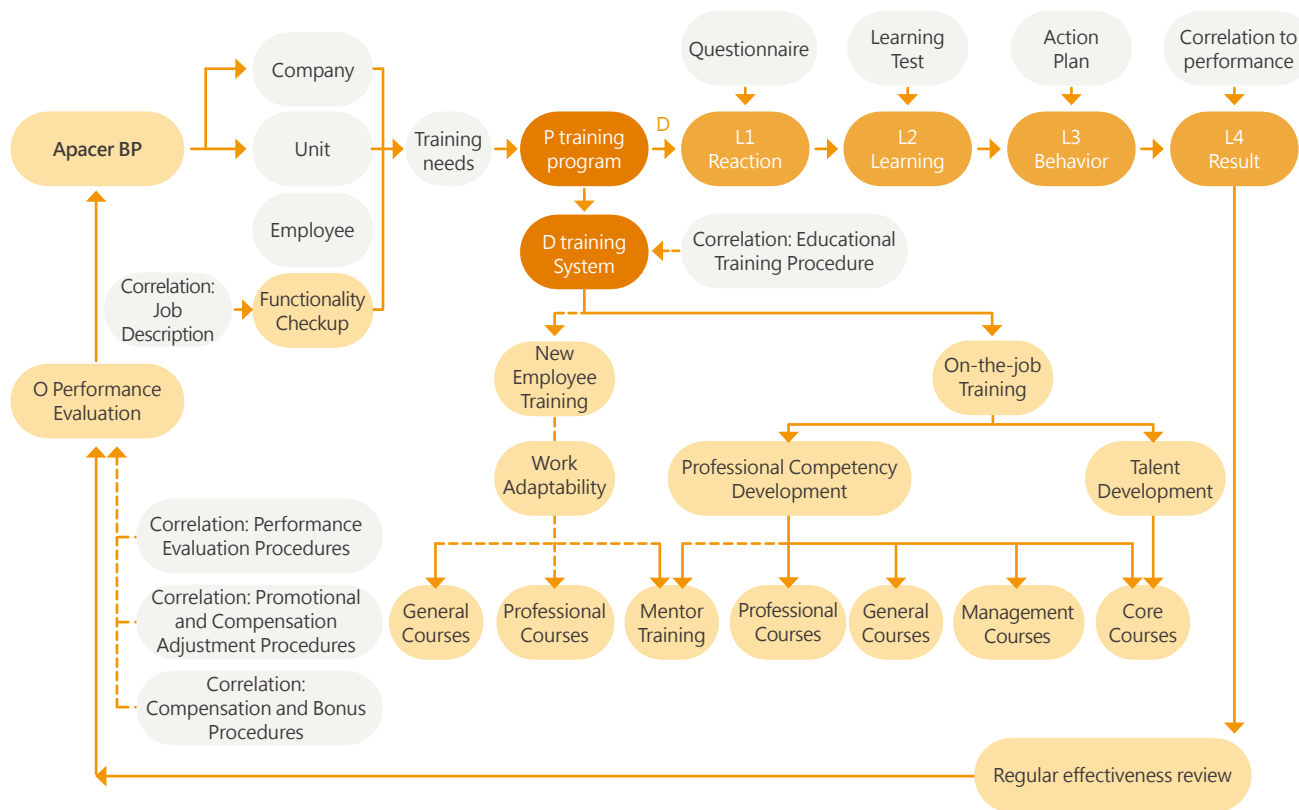 Questionnaire
Learning
Test
Action
Plan
Correlation to
performance
Company
Apacer BP
Unit
Training
needs
P training
program
D
L1
Reaction
L2
Learning
L3
Behavior
L4
Result
Employee
D training
System
Correlation: Educational
Training Procedure
Correlation:
Job
Description
Functionality
Checkup
New
Employee
Training
On-the-job
Training
O Performance
Evaluation
Work
Adaptability
Professional Competency
Development
Talent
Development
Correlation: Performance
Evaluation Procedures
Correlation: Promotional
and Compensation
Adjustment Procedures
Correlation:
Compensation and Bonus
Procedures
General
Courses
Professional
Courses
Mentor
Training
Professional
Courses
General
Courses
Management
Courses
Core
Courses
Regular effectiveness review